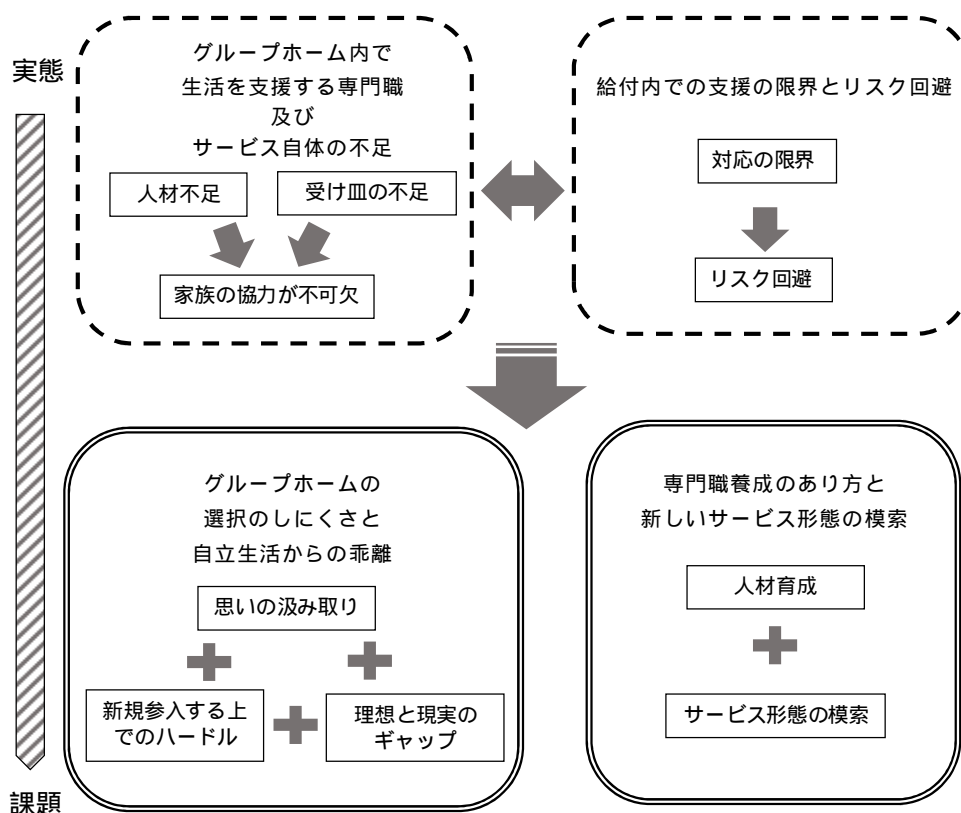 実態
グループホーム内で
生活を支援する専門職
及び
サービス自体の不足
人材不足
受け皿の不足
家族の協力が不可欠
給付内での支援の限界とリスク回避
対応の限界
リスク回避
グループホームの
選択のしにくさと
自立生活からの乖離
思いの汲み取り
新規参入する上
でのハードル
理想と現実の
ギャップ
専門職養成のあり方と
新しいサービス形態の模索
人材育成
サービス形態の模索
課題